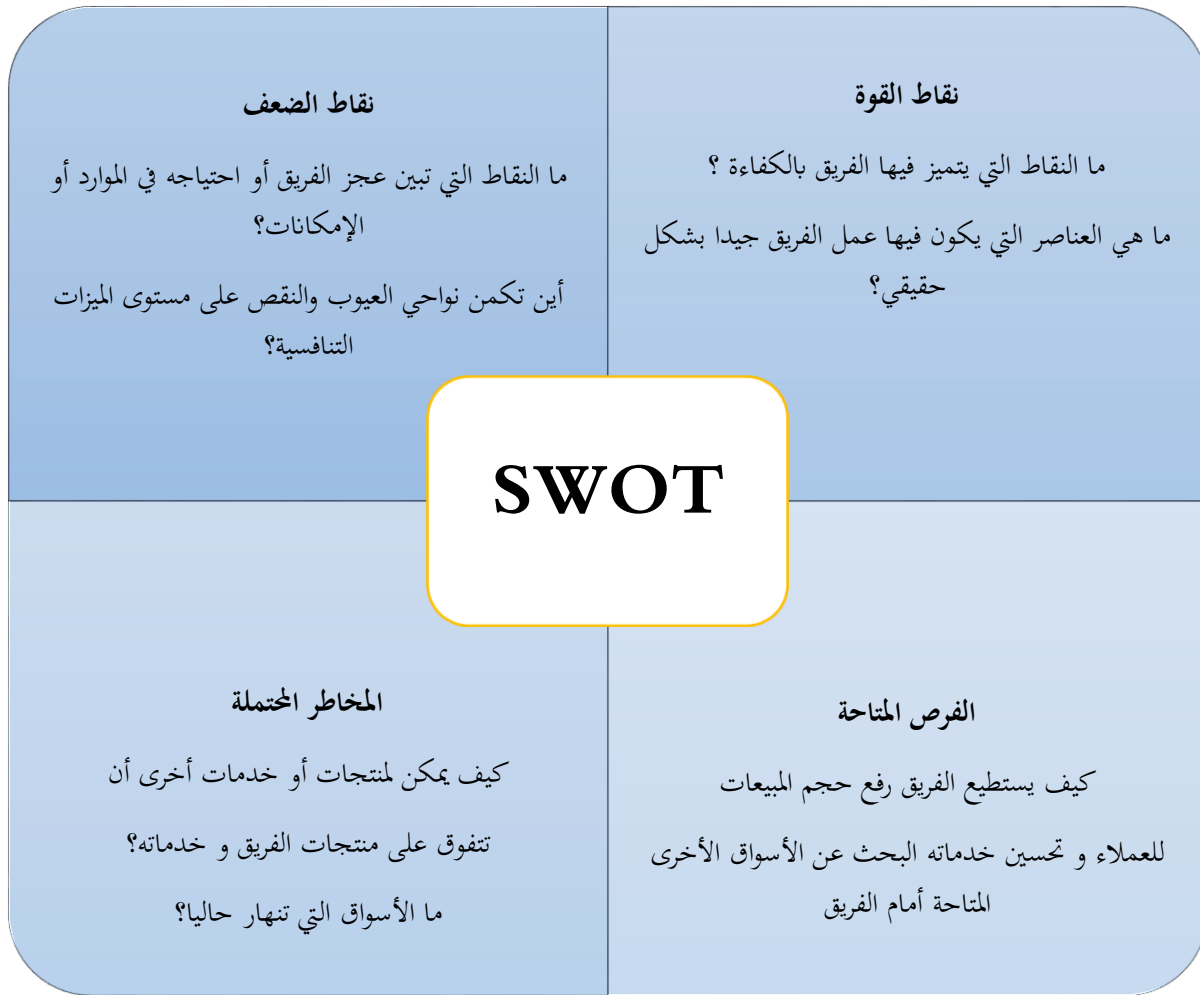 نقاط القوة
ما النقاط التي يتميز فيها الفريق بالكفاءة ؟
ما هي العناصر التي يكون فيها عمل الفريق جيدا بشكل
حقيقي؟
نقاط الضعف
ما النقاط التي تبين عجز الفريق أو احتياجه في الموارد أو
الإمكانات؟
أين تكمن نواحي العيوب والنقص على مستوى الميزات
التنافسية؟
SWOT
الفرص المتاحة
كيف يستطيع الفريق رفع حجم المبيعات
للعملاء و تحسين خدماته البحث عن الأسواق الأخرى
المتاحة أمام الفريق
المخاطر المحتملة
كيف يمكن لمنتجات أو خدمات أخرى أن
تتفوق على منتجات الفريق و خدماته؟
ما الأسواق التي تنهار حاليا؟